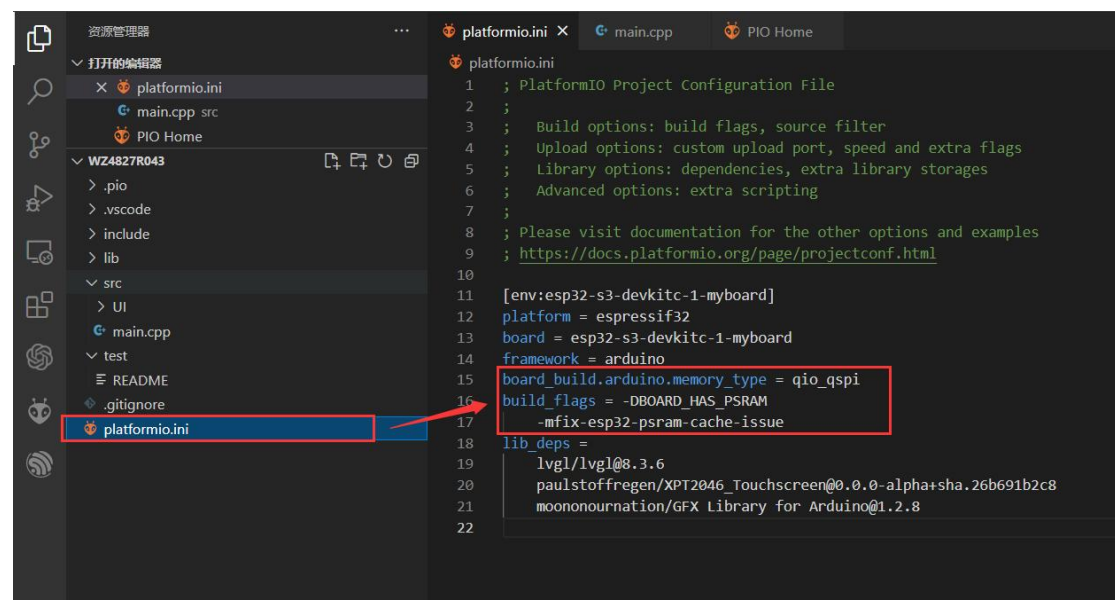 资源管理器
打开的编辑器
platformio.ini
main.cpp src
PIO Home
WZ4827R043
.pio
.vscode
include
lib
src
UI
main.cpp
test
README
.gitignore
platformio.ini
platformio.ini main.cpp PIO Home
platformio.ini
1 ; PlatformIO Project Configuration File
2 ;
3 ;   Build options: build flags, source filter
4 ;   Upload options: custom upload port, speed and extra flags
5 ;   Library options: dependencies, extra library storages
6 ;   Advanced options: extra scripting
7 ;
8 ; Please visit documentation for the other options and examples
9 ; https://docs.platformio.org/page/projectconf.html
10
11 [env:esp32-s3-devkitc-1-myboard]
12 platform = espressif32
13 board = esp32-s3-devkitc-1-myboard
14 framework = arduino
15 board_build.arduino.memory_type = qio_qspi
16 build_flags = -DBOARD_HAS_PSRAM
17     -mfix-esp32-psram-cache-issue
18 lib_deps =
19     lvgl/lvgl@8.3.6
20     paulstoffregen/XPT2046_Touchscreen@0.0.0-alpha+sha.26b691b2c8
21     moononournation/GFX Library for Arduino@1.2.8
22